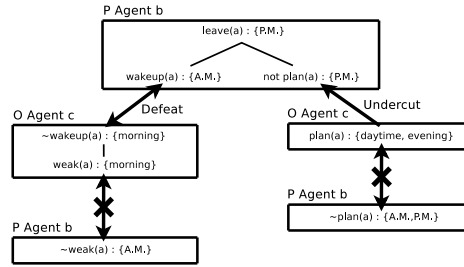 P Agent b
leave(a) : {P.M.}
wakeup(a) : {A.M.}
not plan(a) : {P.M.}
Defeat
Undercut
O Agent c
~wakeup(a) : {morning}
weak(a) : {morning}
O Agent c
plan(a) : {daytime, evening}
P Agent b
~plan(a) : {A.M.,P.M.}
P Agent b
~weak(a) : {A.M.}